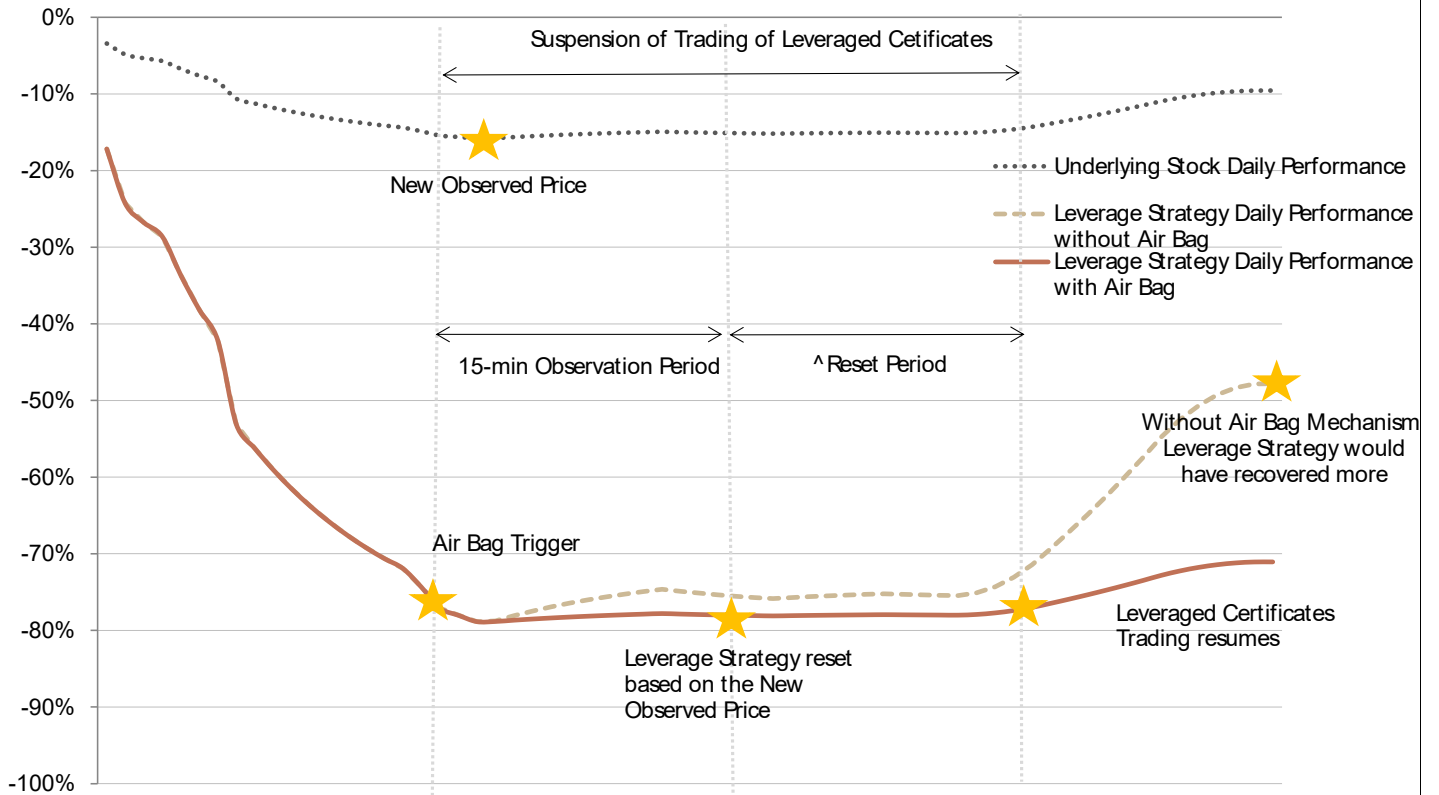 0%
Suspension of Trading of Leveraged Cetificates
-10%
New Observed Price
-20%
Underlying Stock Daily Performance
Leverage Strategy Daily Performance
without Air Bag
Leverage Strategy Daily Performance
with Air Bag
-30%
-40%
15-min Observation Period
^Reset Period
-50%
Without Air Bag Mechanism
Leverage Strategy would
have recovered more
-60%
-70%
Air Bag Trigger
-80%
Leveraged Certificates
Trading resumes
Leverage Strategy reset
based on the New
Observed Price
-90%
-100%